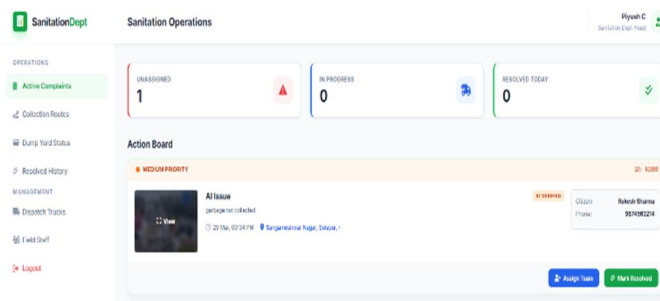 SanitationDept
Sanitation Operations
Piyush C
Sanitation Dept Head
OPERATIONS
Active Complaints
Collection Routes
Dump Yard Status
Resolved History
MANAGEMENT
Dispatch Trucks
Field Staff
Logout
UNASSIGNED
1
IN PROGRESS
0
RESOLVED TODAY
0
Action Board
MEDIUM PRIORITY
ID:
AI Issue
garbage not collected
View
AI VERIFIED
Citizen
Rakesh Sharma
Phone
Assign Team
Mark Resolved